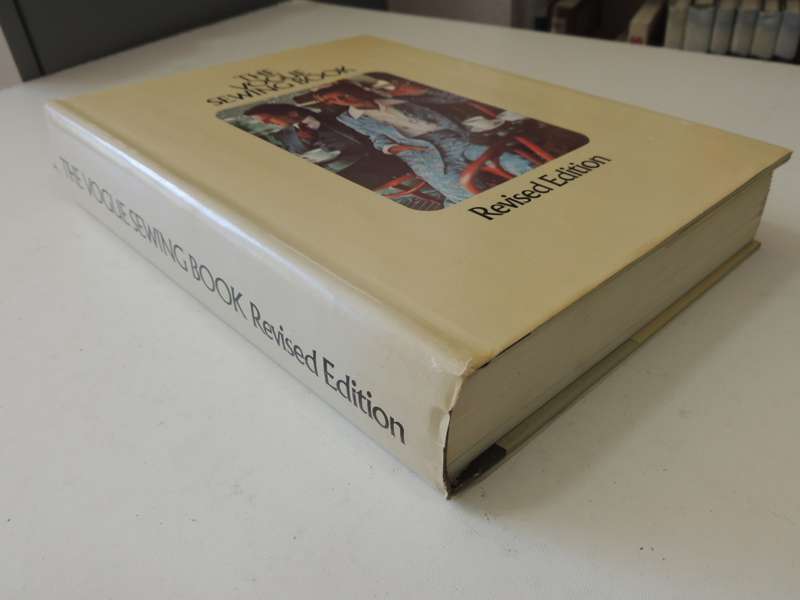 THE
VOGUE
SEWING BOOK
Revised Edition
THE VOGUE SEWING BOOK Revised Edition